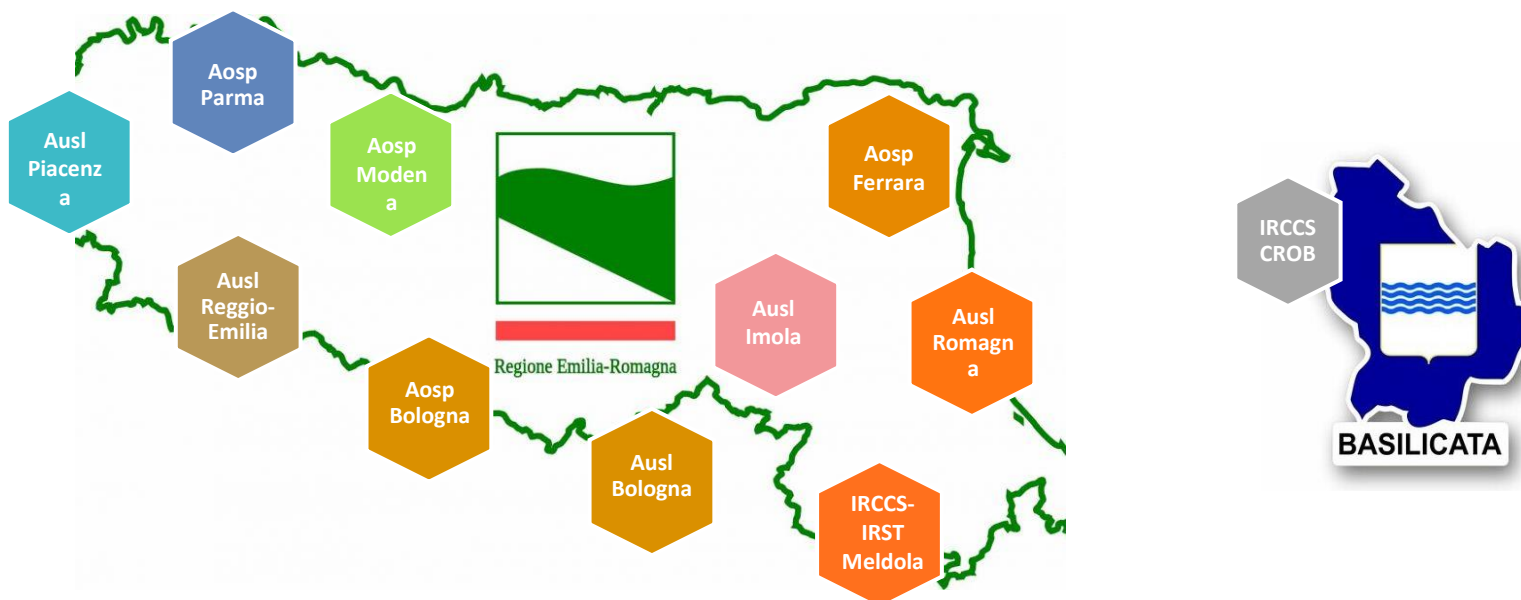 Aosp
Parma
Ausl
Piacenz
a
Aosp
Moden
a
Aosp
Ferrara
Ausl
Reggio-
Emilia
Regione Emilia-Romagna
Ausl
Imola
Ausl
Romagn
a
Aosp
Bologna
Ausl
Bologna
IRCCS-
IRST
Meldola
IRCCS
CROB
BASILICATA